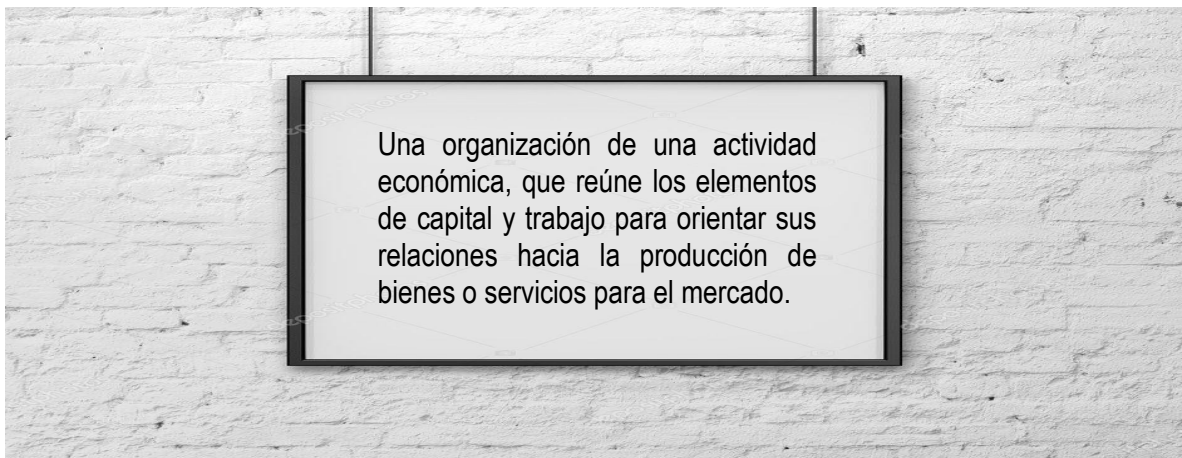 Una organización de una actividad
económica, que reúne los elementos
de capital y trabajo para orientar sus
relaciones hacia la producción de
bienes o servicios para el mercado.